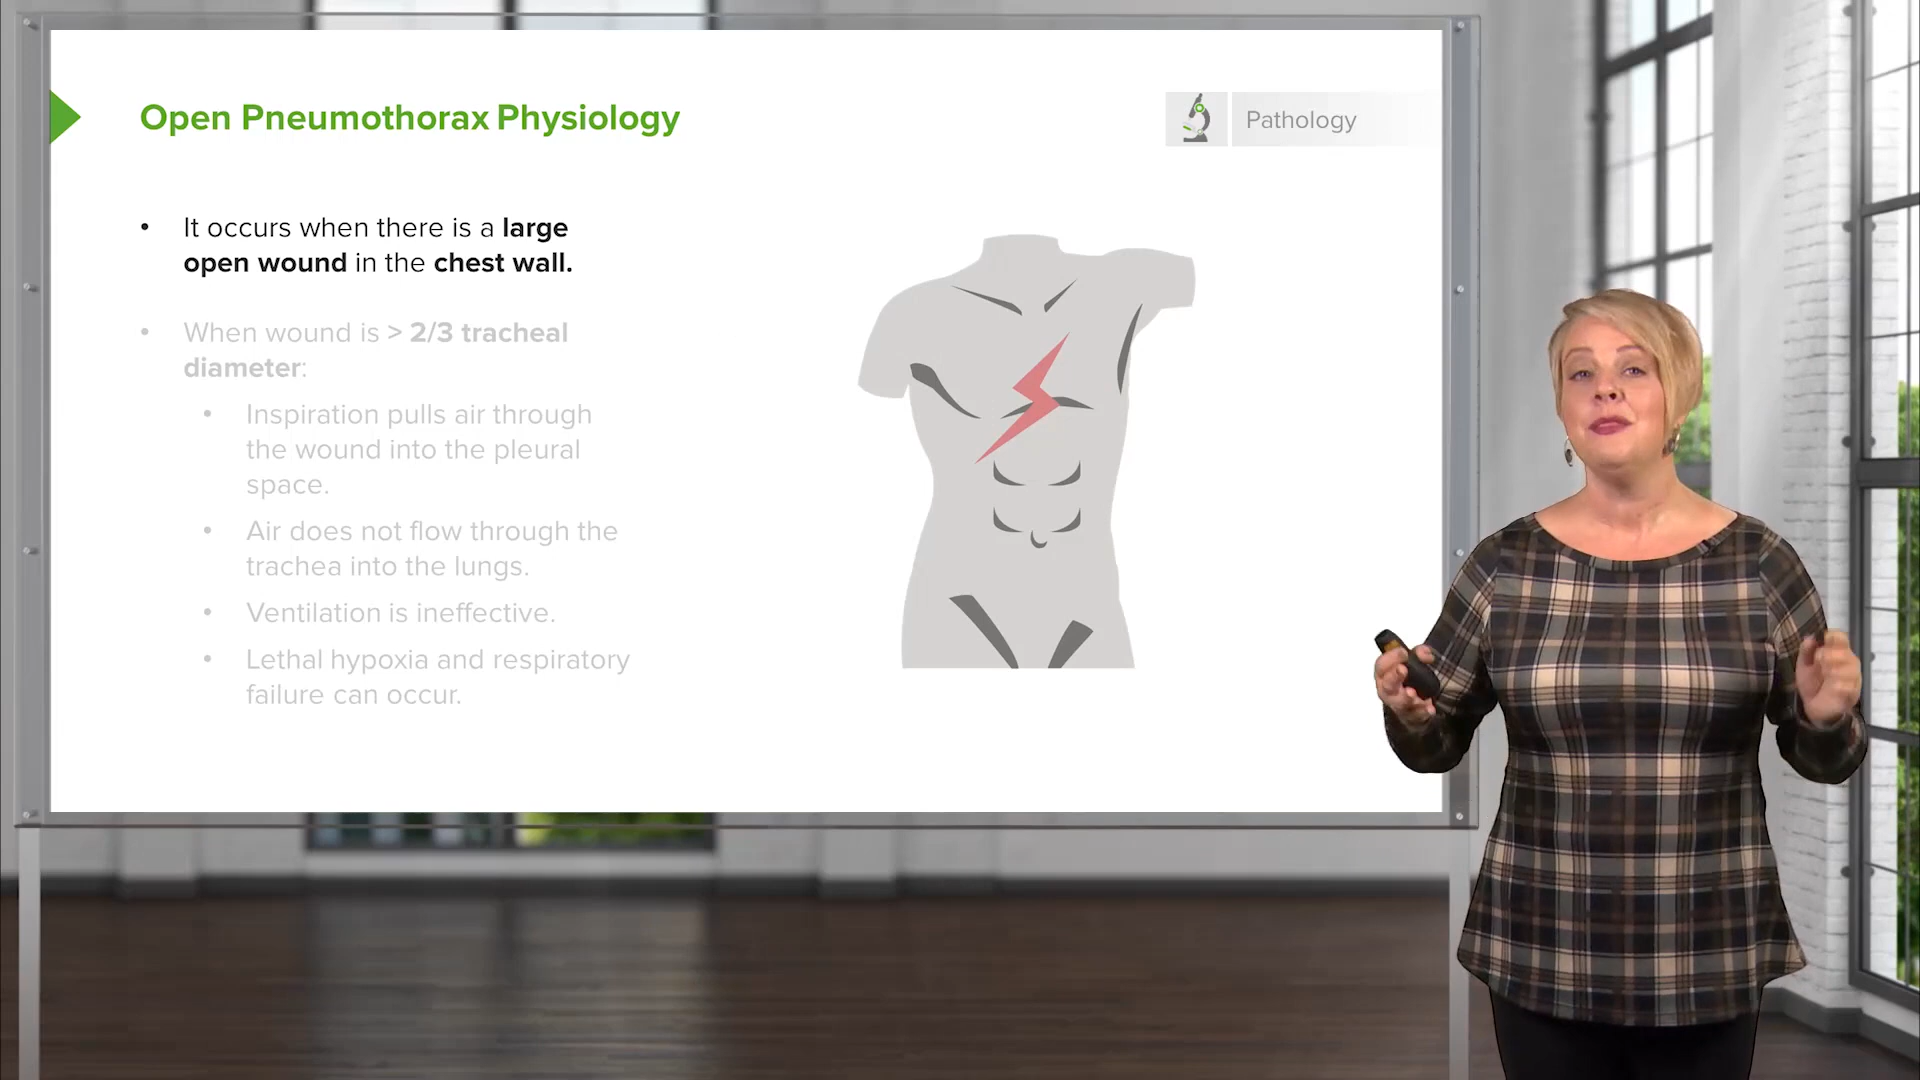 Open Pneumothorax Physiology
Pathology
• It occurs when there is a large
open wound in the chest wall.
• When wound is > 2/3 tracheal
diameter:
• Inspiration pulls air through
the wound into the pleural
space.
• Air does not flow through the
trachea into the lungs.
• Ventilation is ineffective.
• Lethal hypoxia and respiratory
failure can occur.